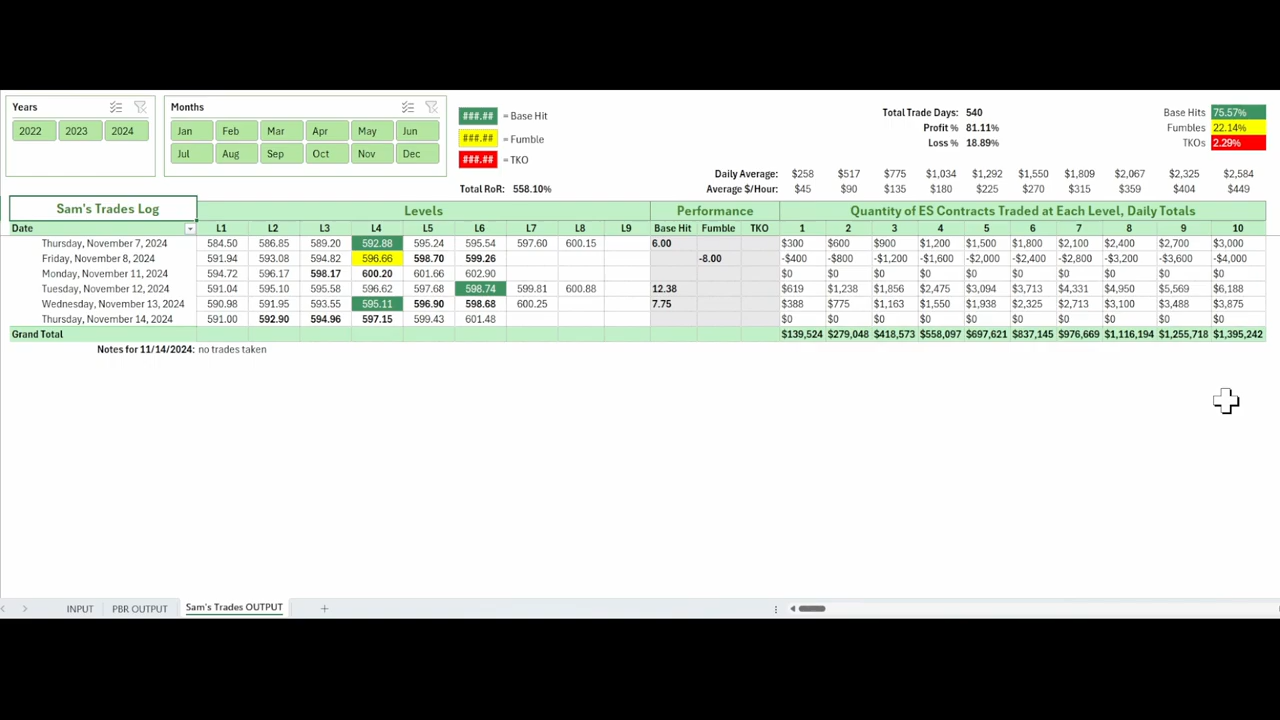 Years
2022 2023 2024
Months
Jan Feb Mar Apr May Jun
Jul Aug Sep Oct Nov Dec
###.## = Base Hit
###.## = Fumble
###.## = TKO
Total RoR: 558.10%
Total Trade Days: 540
Profit % 81.11%
Loss % 18.89%
Base Hits 75.57%
Fumbles 22.14%
TKOs 2.29%
Daily Average: $258 $517 $775 $1,034 $1,292 $1,550 $1,809 $2,067 $2,325 $2,584
Average $/Hour: $45 $90 $135 $180 $225 $270 $315 $359 $404 $449
Sam's Trades Log Levels Performance Quantity of ES Contracts Traded at Each Level, Daily Totals
Date L1 L2 L3 L4 L5 L6 L7 L8 L9 Base Hit Fumble TKO 1 2 3 4 5 6 7 8 9 10
Thursday, November 7, 2024 584.50 586.85 589.20 592.88 595.24 595.54 597.60 600.15 6.00 $300 $600 $900 $1,200 $1,500 $1,800 $2,100 $2,400 $2,700 $3,000
Friday, November 8, 2024 591.94 593.08 594.82 596.66 598.70 599.26 -8.00 -$400 -$800 -$1,200 -$1,600 -$2,000 -$2,400 -$2,800 -$3,200 -$3,600 -$4,000
Monday, November 11, 2024 594.72 596.17 598.17 600.20 601.66 602.90 $0 $0 $0 $0 $0 $0 $0 $0 $0 $0
Tuesday, November 12, 2024 591.04 595.10 595.58 596.62 597.68 598.74 599.81 600.88 12.38 $619 $1,238 $1,856 $2,475 $3,094 $3,713 $4,331 $4,950 $5,569 $6,188
Wednesday, November 13, 2024 590.98 591.95 593.55 595.11 596.90 598.68 600.25 7.75 $388 $775 $1,163 $1,550 $1,938 $2,325 $2,713 $3,100 $3,488 $3,875
Thursday, November 14, 2024 591.00 592.90 594.96 597.15 599.43 601.48 $0 $0 $0 $0 $0 $0 $0 $0 $0 $0
Grand Total $139,524 $279,048 $418,573 $558,097 $697,621 $837,145 $976,669 $1,116,194 $1,255,718 $1,395,242
Notes for 11/14/2024: no trades taken
INPUT PBR OUTPUT Sam's Trades OUTPUT